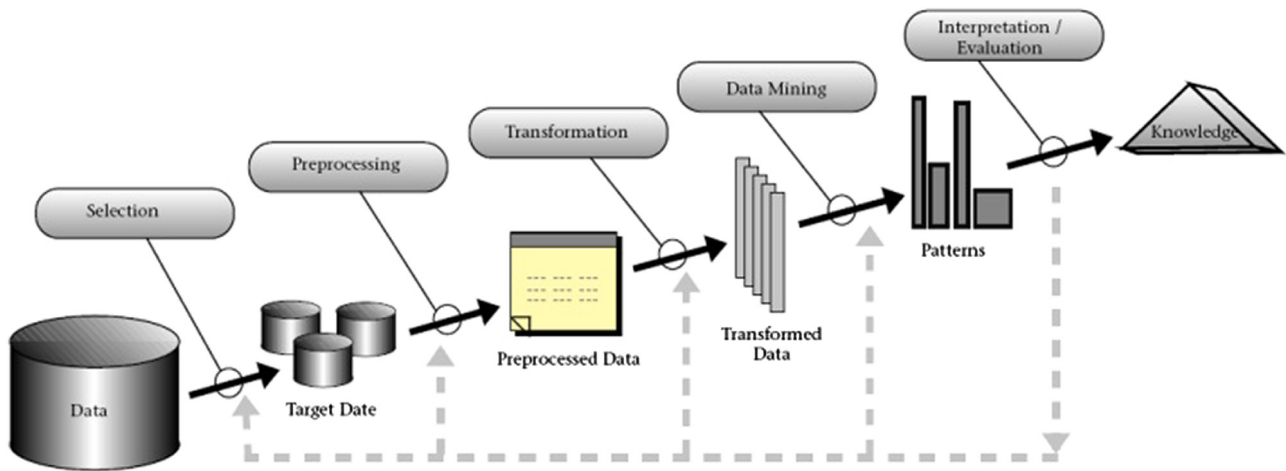 Interpretation /
Evaluation
Data Mining
Transformation
Preprocessing
Selection
Knowledge
Patterns
Transformed
Data
Preprocessed Data
Target Date
Data